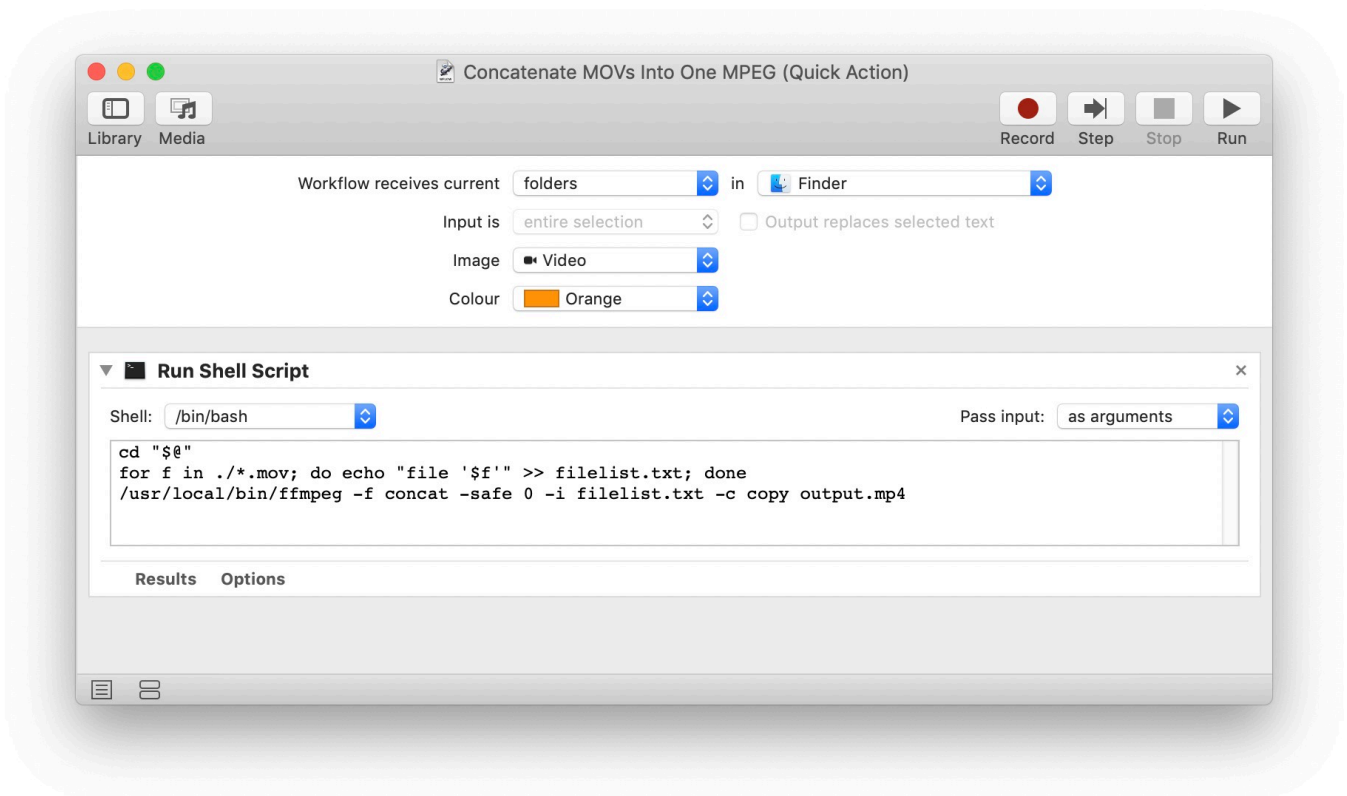 Concatenate MOVs Into One MPEG (Quick Action)
Library Media Record Step Stop Run
Workflow receives current folders in Finder
Input is entire selection Output replaces selected text
Image Video
Colour Orange
Run Shell Script
Shell: /bin/bash Pass input: as arguments
cd "$@"
for f in ./*.mov; do echo "file '$f'" >> filelist.txt; done
/usr/local/bin/ffmpeg -f concat -safe 0 -i filelist.txt -c copy output.mp4
Results Options